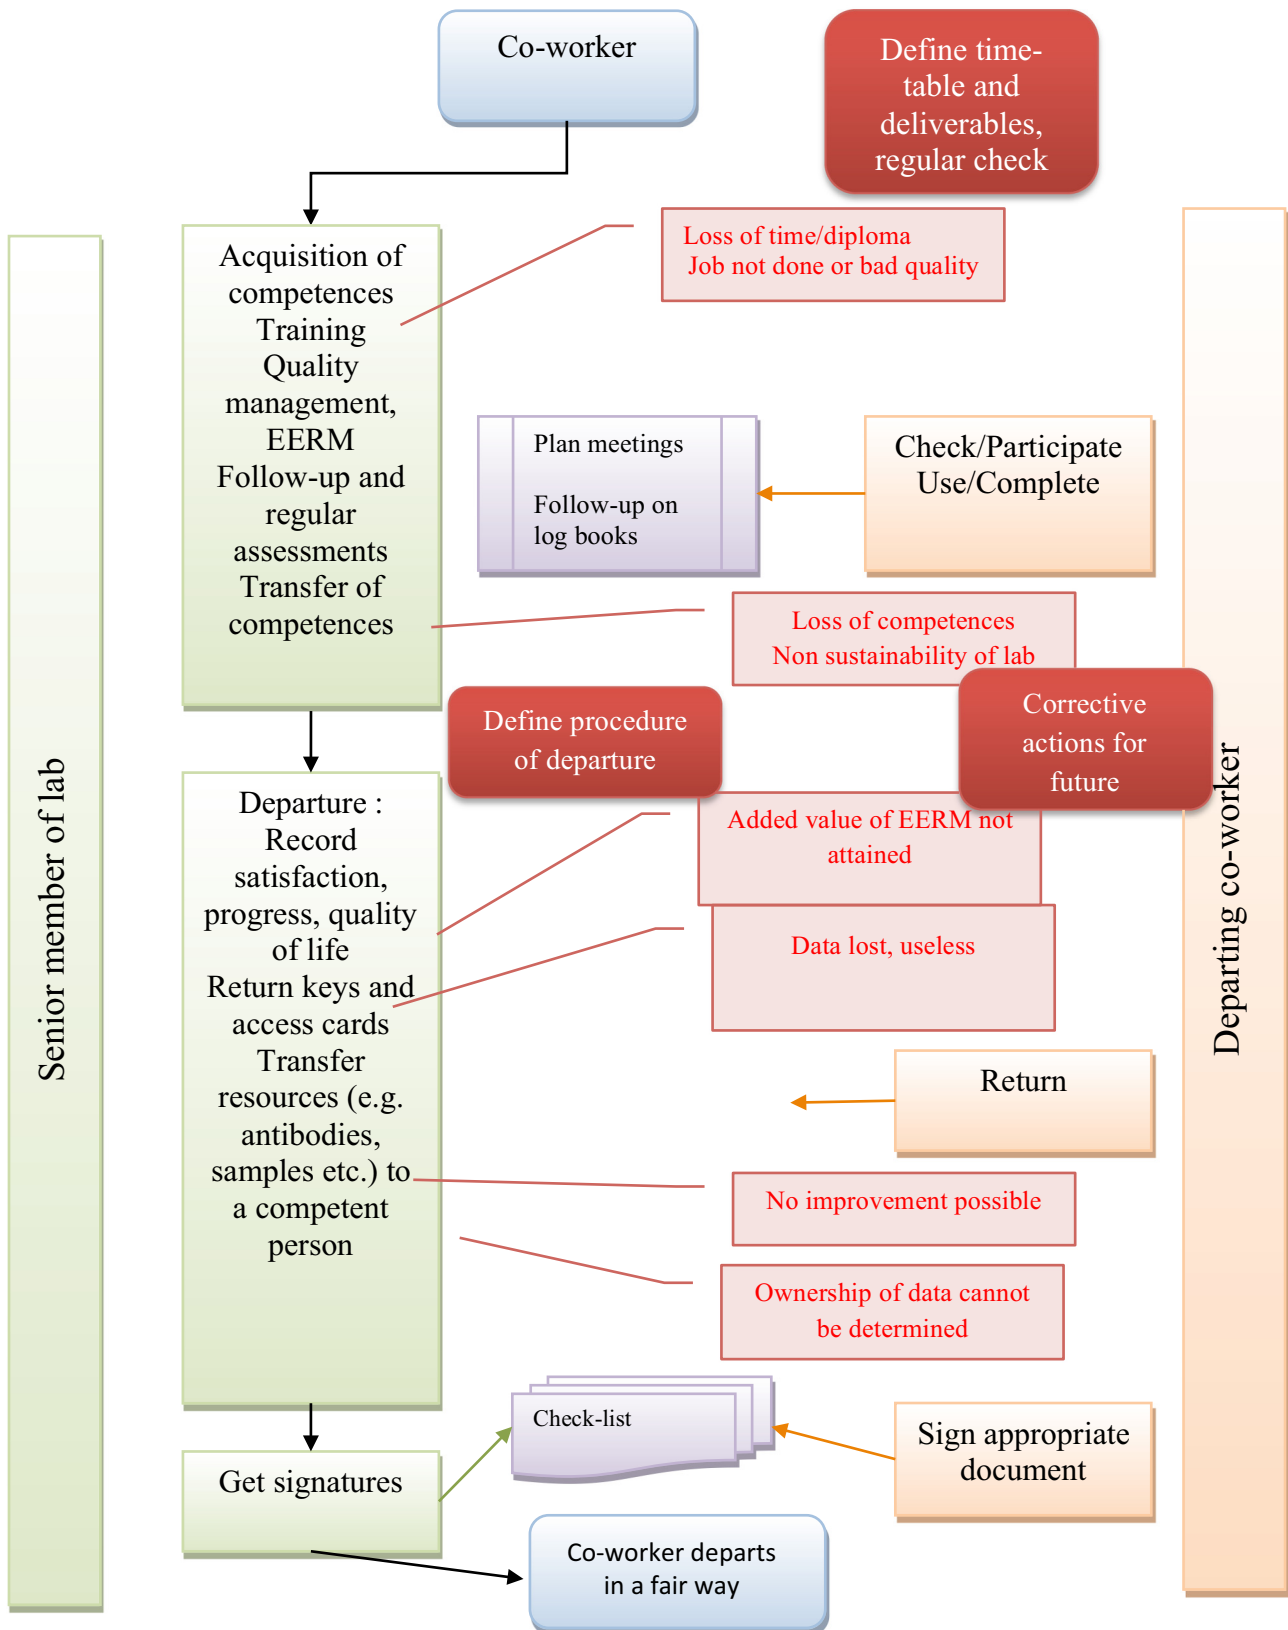 Co-worker
Define time-
table and
deliverables,
regular check
Senior member of lab
Departing co-worker
Acquisition of
competences
Training
Quality
management,
EERM
Follow-up and
regular
assessments
Transfer of
competences
Loss of time/diploma
Job not done or bad quality
Plan meetings
Follow-up on
log books
Check/Participate
Use/Complete
Loss of competences
Non sustainability of lab
Define procedure
of departure
Corrective
actions for
future
Departure :
Record
satisfaction,
progress, quality
of life
Return keys and
access cards
Transfer
resources (e.g.
antibodies,
samples etc.) to
a competent
person
Added value of EERM not
attained
Data lost, useless
Return
No improvement possible
Ownership of data cannot
be determined
Check-list
Sign appropriate
document
Get signatures
Co-worker departs
in a fair way